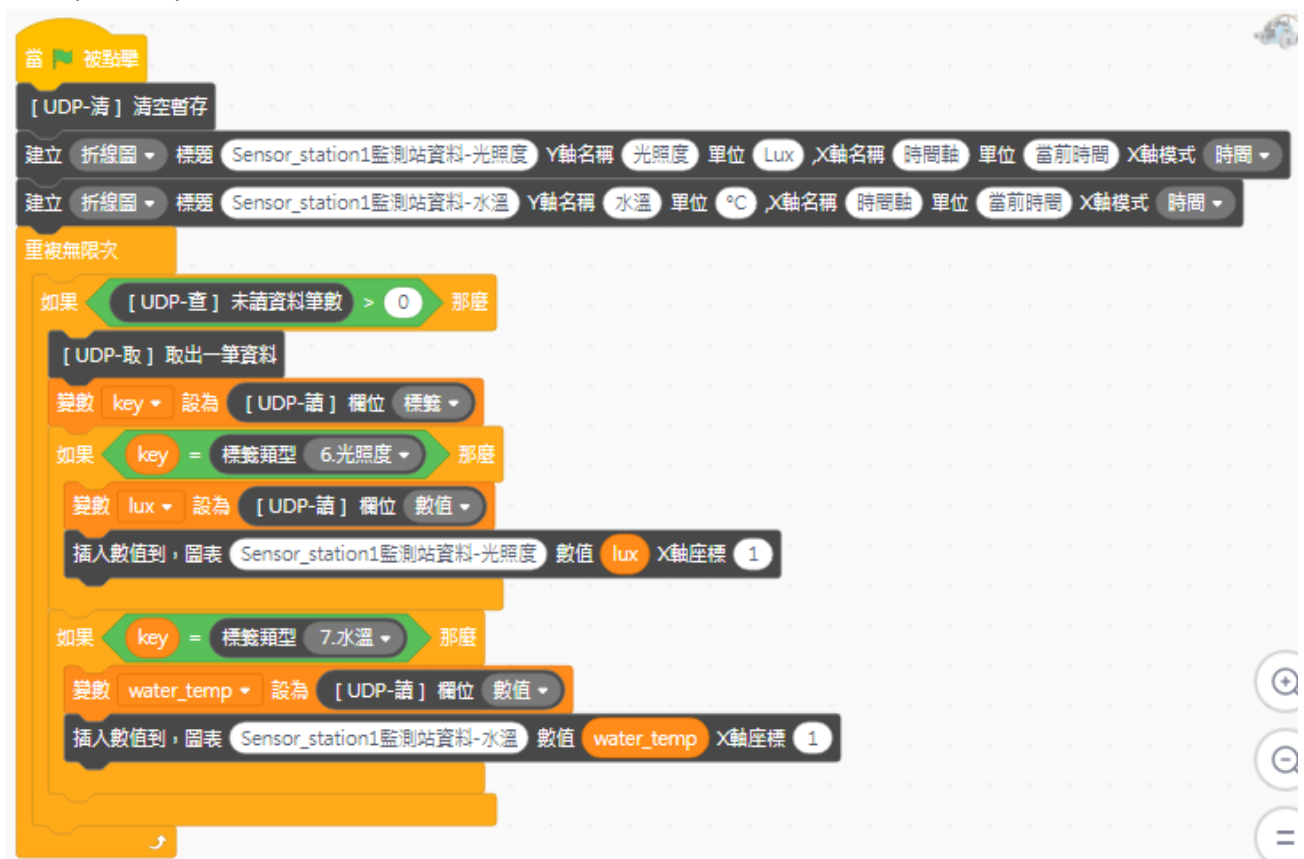 當 被點擊
[ UDP-清 ] 清空暫存
建立 折線圖 標題 Sensor_station1監測站資料-光照度 Y軸名稱 光照度 單位 Lux ,X軸名稱 時間軸 單位 當前時間 X軸模式 時間
建立 折線圖 標題 Sensor_station1監測站資料-水溫 Y軸名稱 水溫 單位 °C ,X軸名稱 時間軸 單位 當前時間 X軸模式 時間
重複無限次
如果 [ UDP-查 ] 未讀資料筆數 > 0 那麼
[ UDP-取 ] 取出一筆資料
變數 key 設為 [ UDP-讀 ] 欄位 標籤
如果 key = 標籤類型 6.光照度 那麼
變數 lux 設為 [ UDP-讀 ] 欄位 數值
插入數值到，圖表 Sensor_station1監測站資料-光照度 數值 lux X軸座標 1
如果 key = 標籤類型 7.水溫 那麼
變數 water_temp 設為 [ UDP-讀 ] 欄位 數值
插入數值到，圖表 Sensor_station1監測站資料-水溫 數值 water_temp X軸座標 1